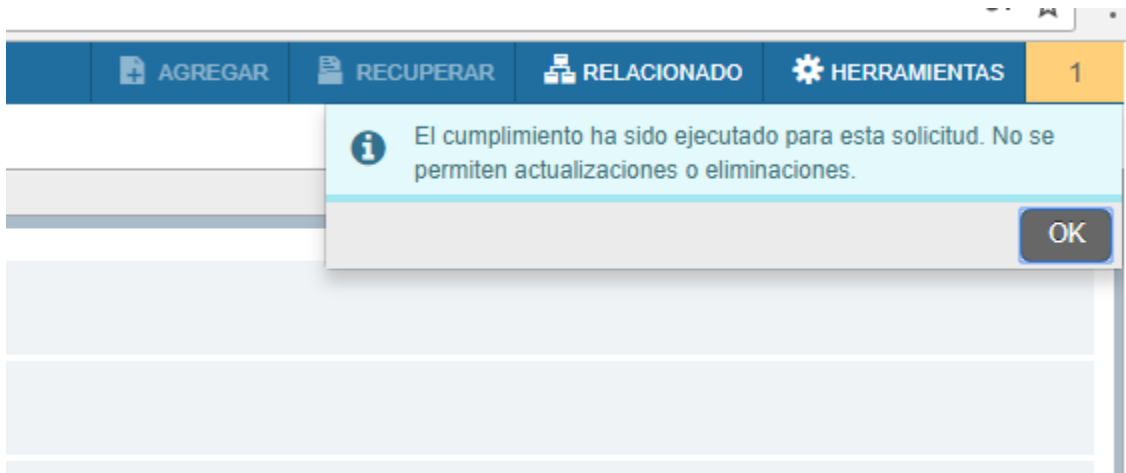 AGREGAR RECUPERAR RELACIONADO HERRAMIENTAS 1
El cumplimiento ha sido ejecutado para esta solicitud. No se
permiten actualizaciones o eliminaciones.
OK